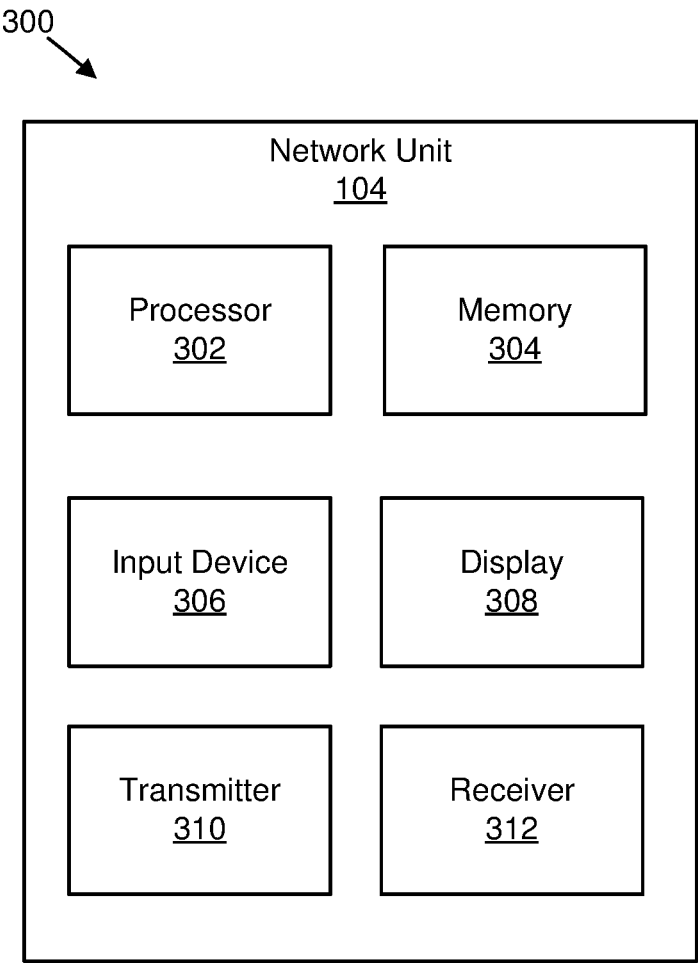 300
Network Unit
104
Processor
302
Memory
304
Input Device
306
Display
308
Transmitter
310
Receiver
312